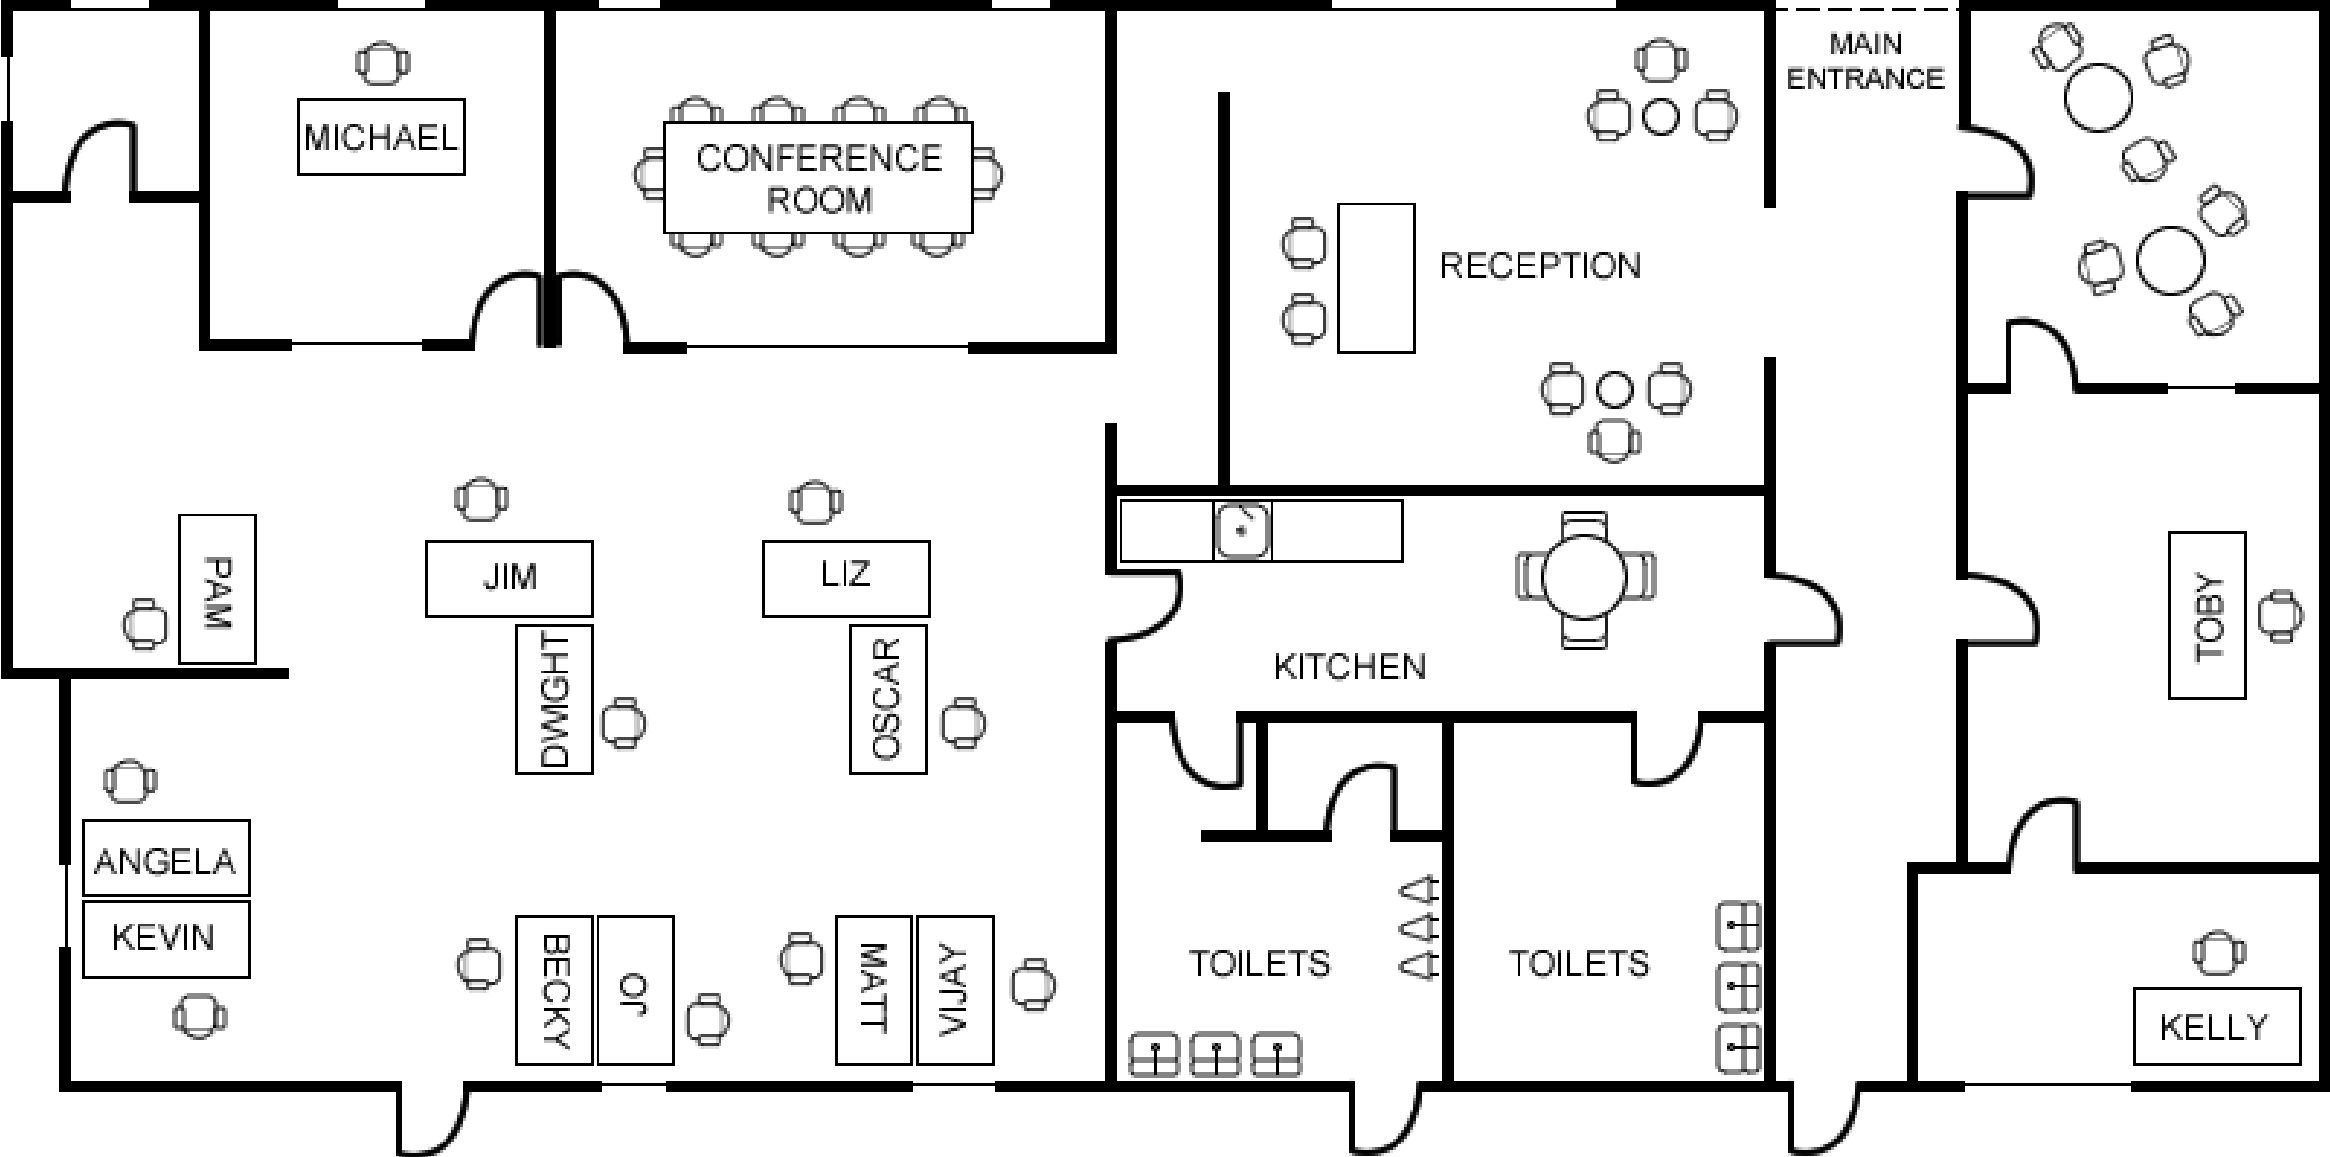 MAIN
ENTRANCE
MICHAEL
CONFERENCE
ROOM
RECEPTION
PAM
JIM
LIZ
TOBY
DWIGHT
OSCAR
KITCHEN
ANGELA
KEVIN
BECKY
JO
MATT
VIJAY
TOILETS
TOILETS
KELLY